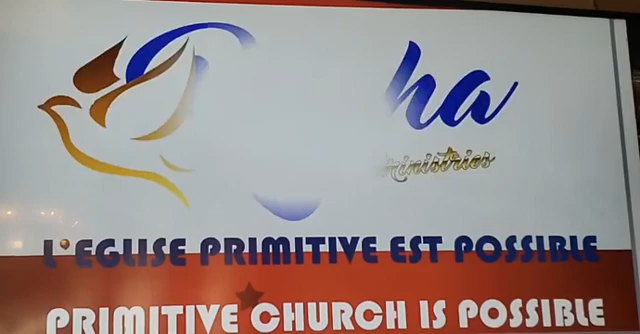 ha
ministries
L'EGLISE PRIMITIVE EST POSSIBLE
PRIMITIVE CHURCH IS POSSIBLE